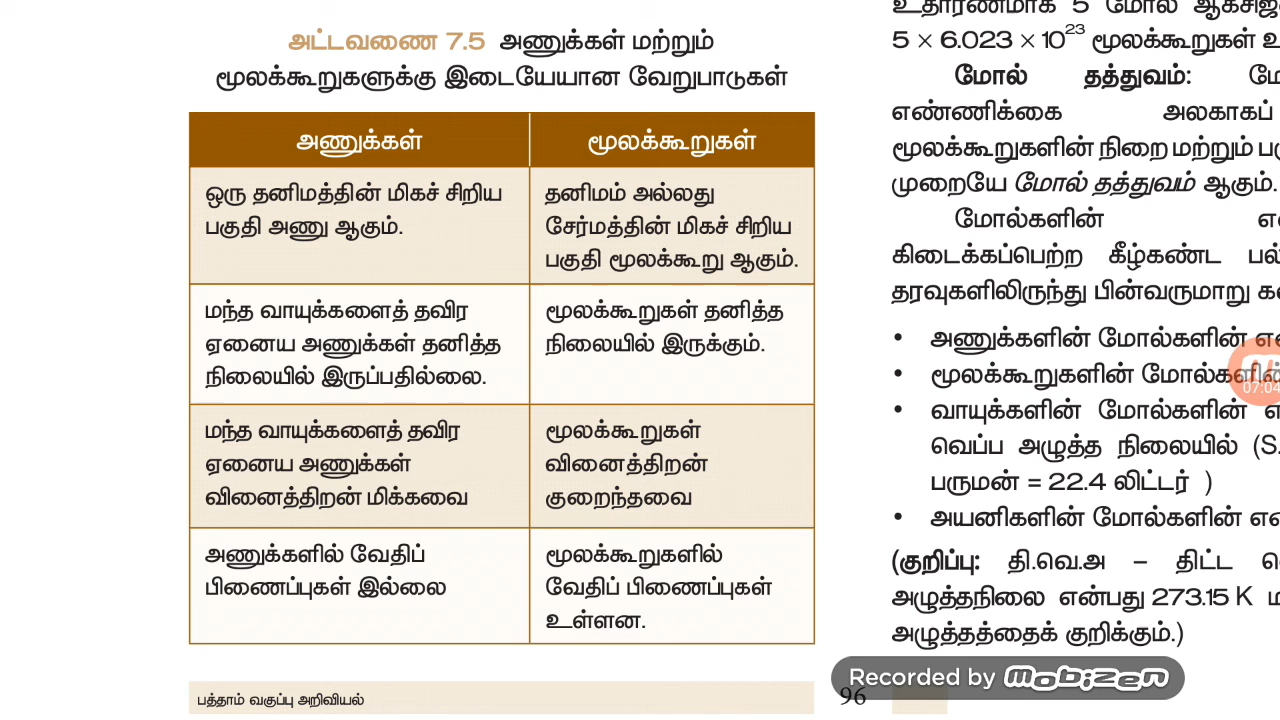 அட்டவணை 7.5 அணுக்கள் மற்றும்
மூலக்கூறுகளுக்கு இடையேயான வேறுபாடுகள்
அணுக்கள்
மூலக்கூறுகள்
ஒரு தனிமத்தின் மிகச் சிறிய
பகுதி அணு ஆகும்.
தனிமம் அல்லது
சேர்மத்தின் மிகச் சிறிய
பகுதி மூலக்கூறு ஆகும்.
மந்த வாயுக்களைத் தவிர
ஏனைய அணுக்கள் தனித்த
நிலையில் இருப்பதில்லை.
மூலக்கூறுகள் தனித்த
நிலையில் இருக்கும்.
மந்த வாயுக்களைத் தவிர
ஏனைய அணுக்கள்
வினைத்திறன் மிக்கவை
மூலக்கூறுகள்
வினைத்திறன்
குறைந்தவை
அணுக்களில் வேதிப்
பிணைப்புகள் இல்லை
மூலக்கூறுகளில்
வேதிப் பிணைப்புகள்
உள்ளன.
பத்தாம் வகுப்பு அறிவியல்
96
உதாரணமாக 5 மோல்
5 × 6.023 × 10²³ மூலக்கூறுகள்
மோல் தத்துவம்:
எண்ணிக்கை அலகாகப்
மூலக்கூறுகளின் நிறை மற்றும்
முறையே மோல் தத்துவம் ஆகும்.
மோல்களின்
கிடைக்கப்பெற்ற கீழ்கண்ட
தரவுகளிலிருந்து பின்வருமாறு
• அணுக்களின் மோல்களின்
• மூலக்கூறுகளின் மோல்களின்
07:04
• வாயுக்களின் மோல்களின்
வெப்ப அழுத்த நிலையில் (S.
பருமன் = 22.4 லிட்டர் )
• அயனிகளின் மோல்களின்
(குறிப்பு: தி.வெ.அ – திட்ட
அழுத்தநிலை என்பது 273.15 K
அழுத்தத்தைக் குறிக்கும்.)
Recorded by mobizen